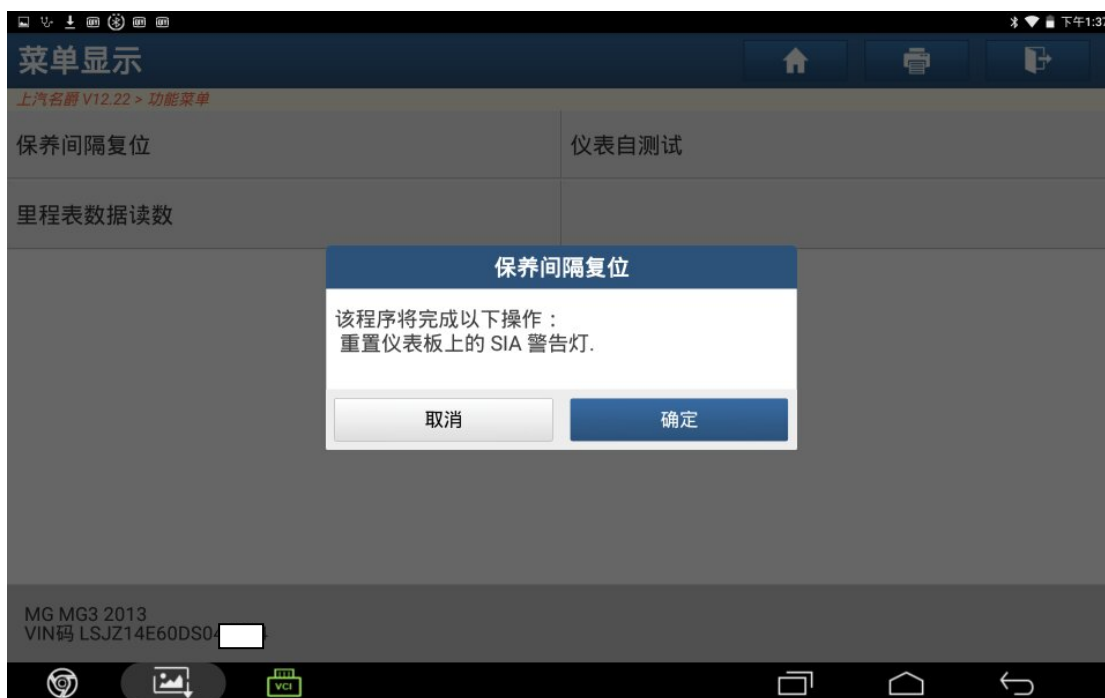 下午1:37
菜单显示
上汽名爵 V12.22 > 功能菜单
保养间隔复位
仪表自测试
里程表数据读数
保养间隔复位
该程序将完成以下操作：
重置仪表板上的 SIA 警告灯.
取消
确定
MG MG3 2013
VIN码 LSJZ14E60DS04
VCI